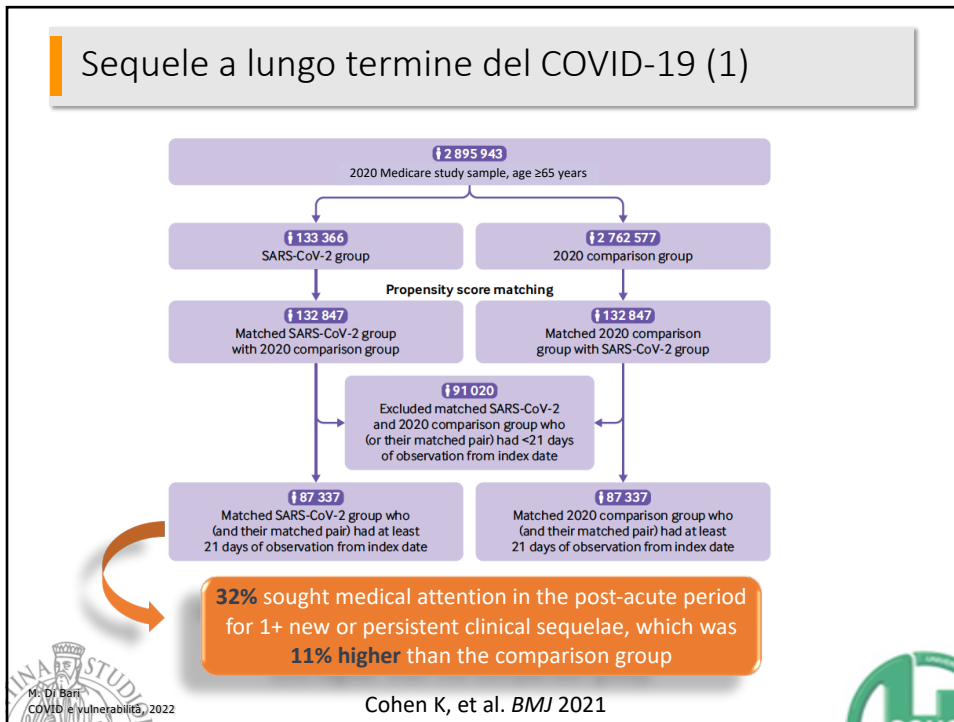 Sequele a lungo termine del COVID-19 (1)
2 895 943
2020 Medicare study sample, age ≥65 years
133 366
SARS-CoV-2 group
2 762 577
2020 comparison group
Propensity score matching
132 847
Matched SARS-CoV-2 group
with 2020 comparison group
132 847
Matched 2020 comparison
group with SARS-CoV-2 group
91 020
Excluded matched SARS-CoV-2
and 2020 comparison group who
(or their matched pair) had <21 days
of observation from index date
87 337
Matched SARS-CoV-2 group who
(and their matched pair) had at least
21 days of observation from index date
87 337
Matched 2020 comparison group who
(and their matched pair) had at least
21 days of observation from index date
32% sought medical attention in the post-acute period
for 1+ new or persistent clinical sequelae, which was
11% higher than the comparison group
M. Di Bari
COVID e vulnerabilità, 2022
Cohen K, et al. BMJ 2021